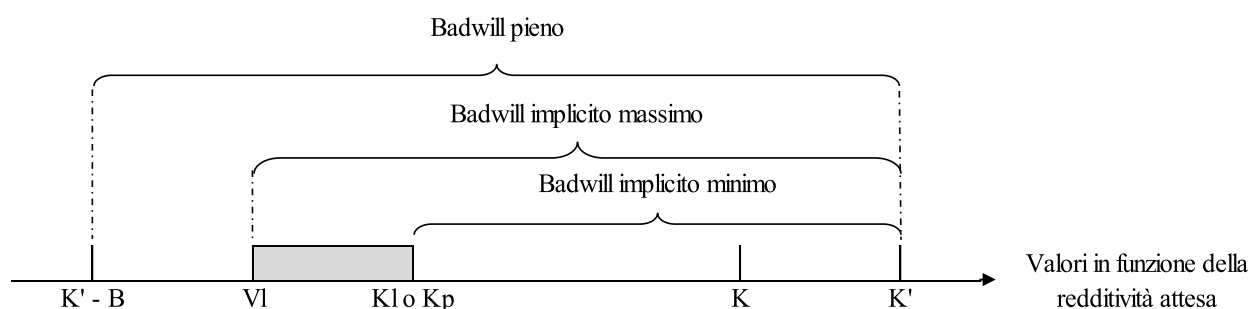 Badwill pieno
Badwill implicito massimo
Badwill implicito minimo
Valori in funzione della
redditività attesa
K' - B
Vl
Kl o Kp
K
K'